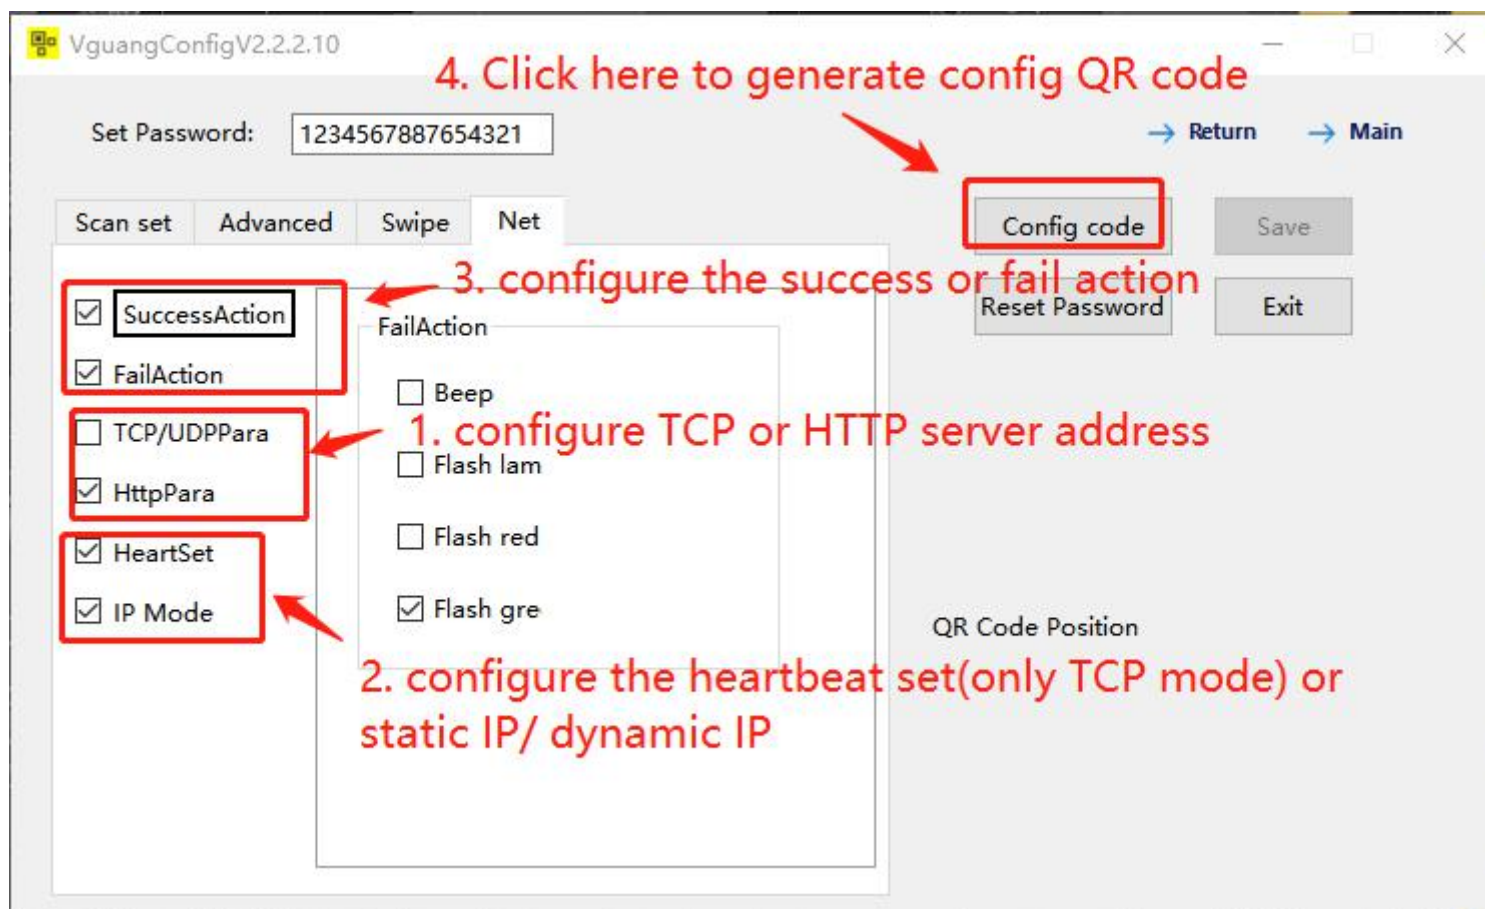 VguangConfigV2.2.2.10
4. Click here to generate config QR code
Set Password:
1234567887654321
Return
Main
Scan set
Advanced
Swipe
Net
Config code
Save
3. configure the success or fail action
SuccessAction
FailAction
Reset Password
Exit
FailAction
Beep
TCP/UDPPara
1. configure TCP or HTTP server address
Flash lam
HttpPara
Flash red
HeartSet
IP Mode
Flash gre
QR Code Position
2. configure the heartbeat set(only TCP mode) or
static IP/ dynamic IP